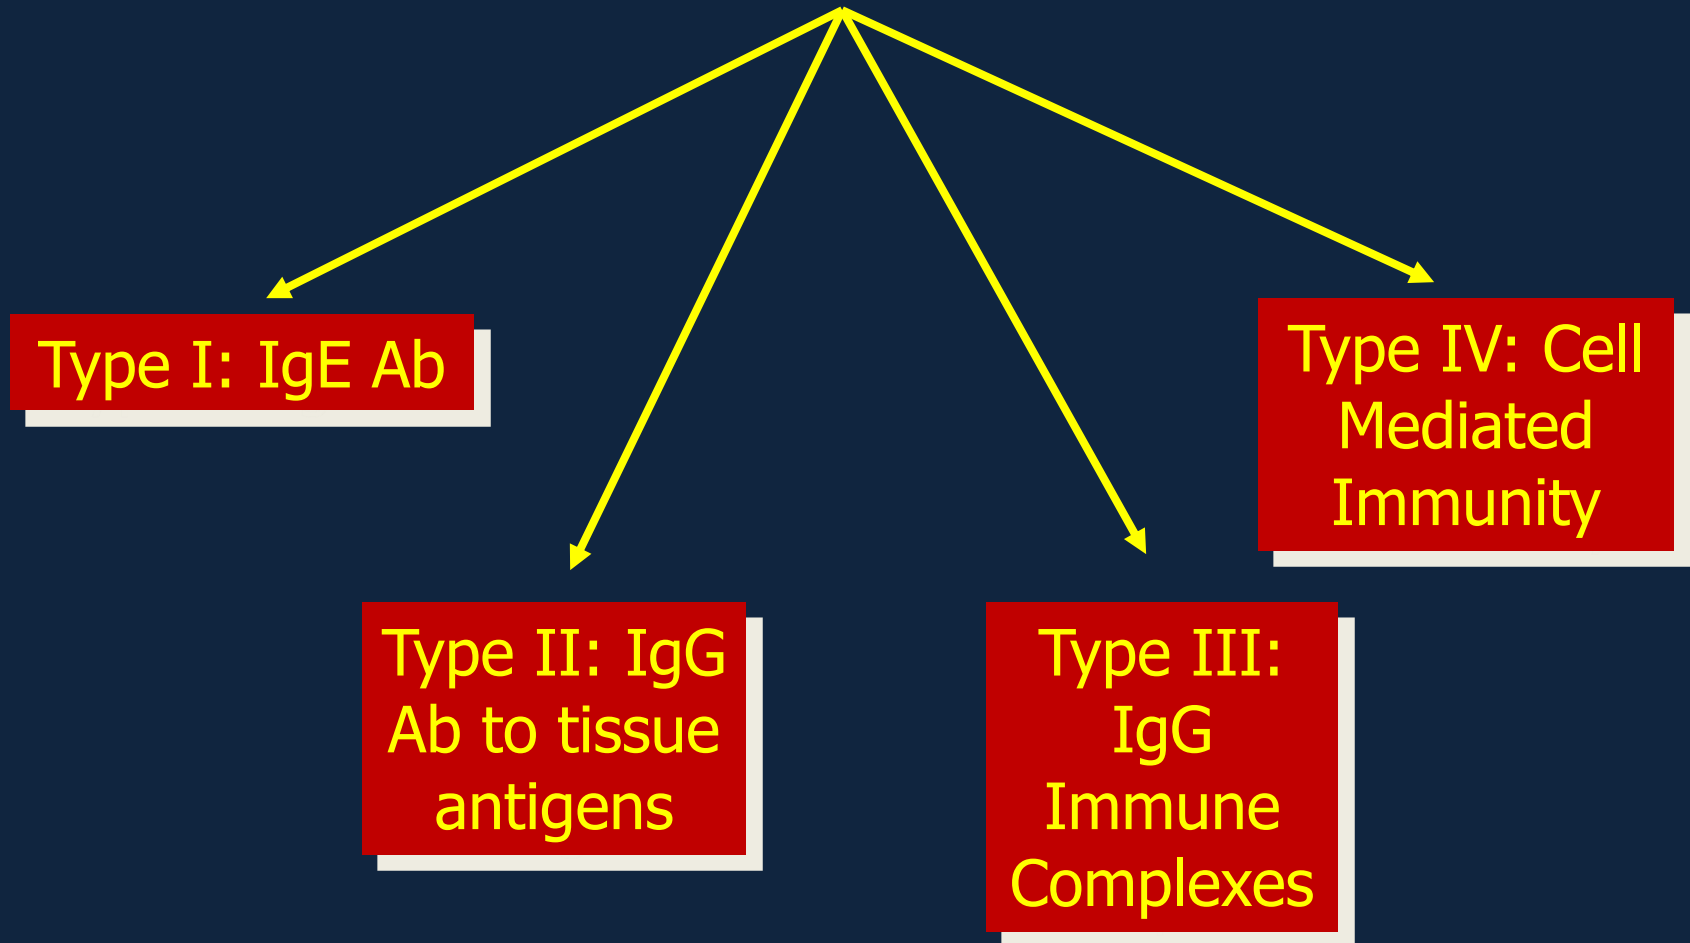 Type I: IgE Ab
Type IV: Cell
Mediated
Immunity
Type II: IgG
Ab to tissue
antigens
Type III:
IgG
Immune
Complexes